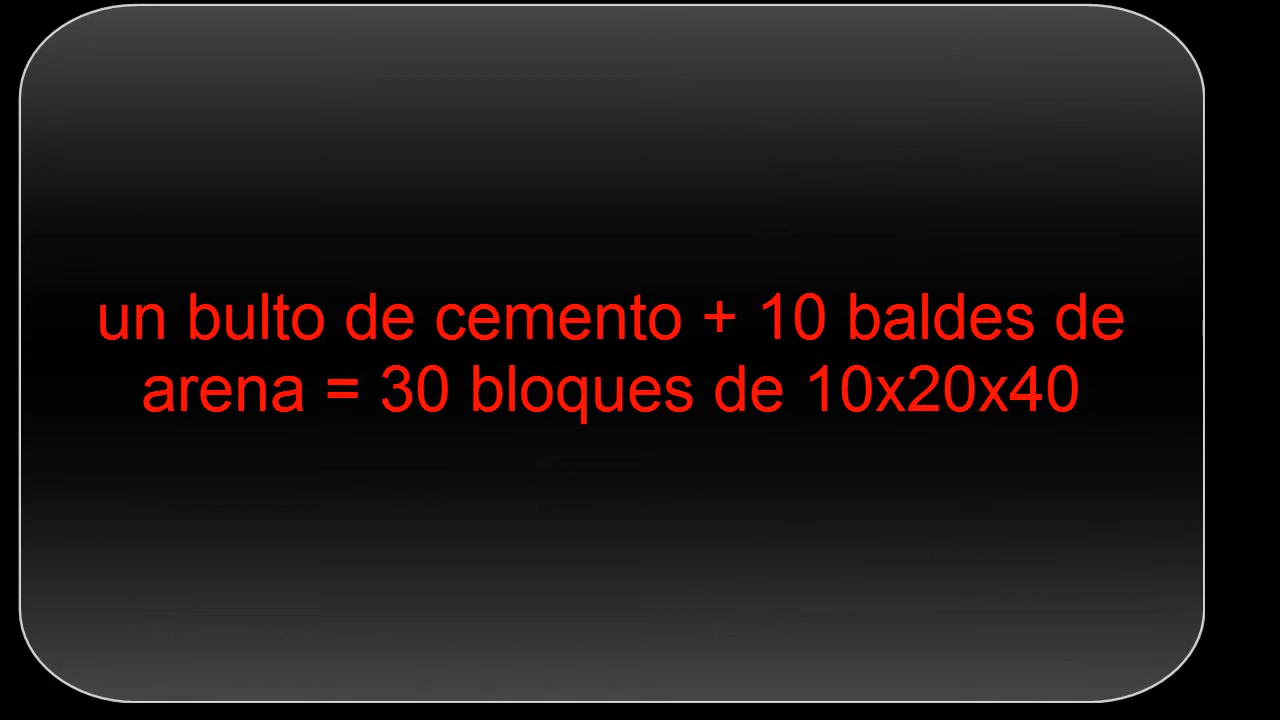 un bulto de cemento + 10 baldes de
arena = 30 bloques de 10x20x40